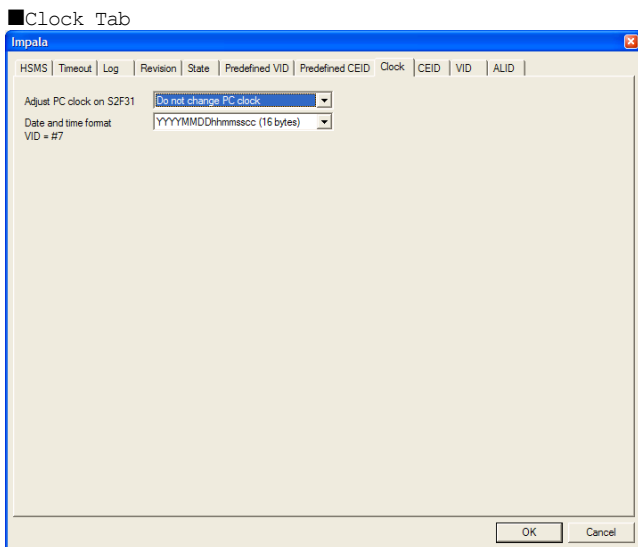 ■Clock Tab
Impala
HSMS Timeout Log Revision State Predefined VID Predefined CEID Clock CEID VID ALID
Adjust PC clock on S2F31 Do not change PC clock
Date and time format YYYYMMDDhhmmsscc (16 bytes)
VID = #7
OK Cancel